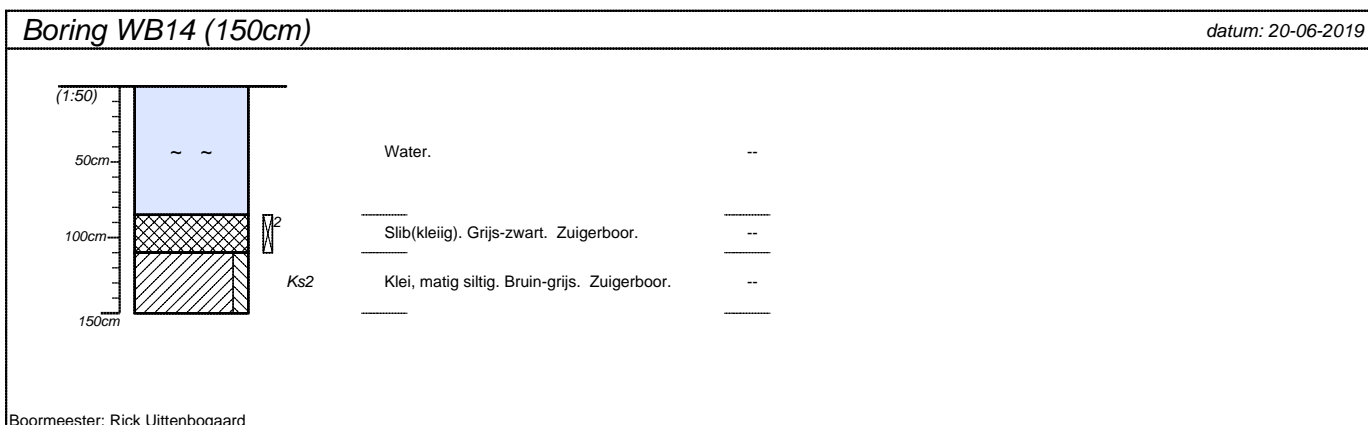 Boring WB14 (150cm) datum: 20-06-2019
(1:50)
50cm ~ ~ Water. --
2
100cm Slib(kleiig). Grijs-zwart. Zuigerboor. --
Ks2 Klei, matig siltig. Bruin-grijs. Zuigerboor. --
150cm
Boormeester: Rick Uittenbogaard